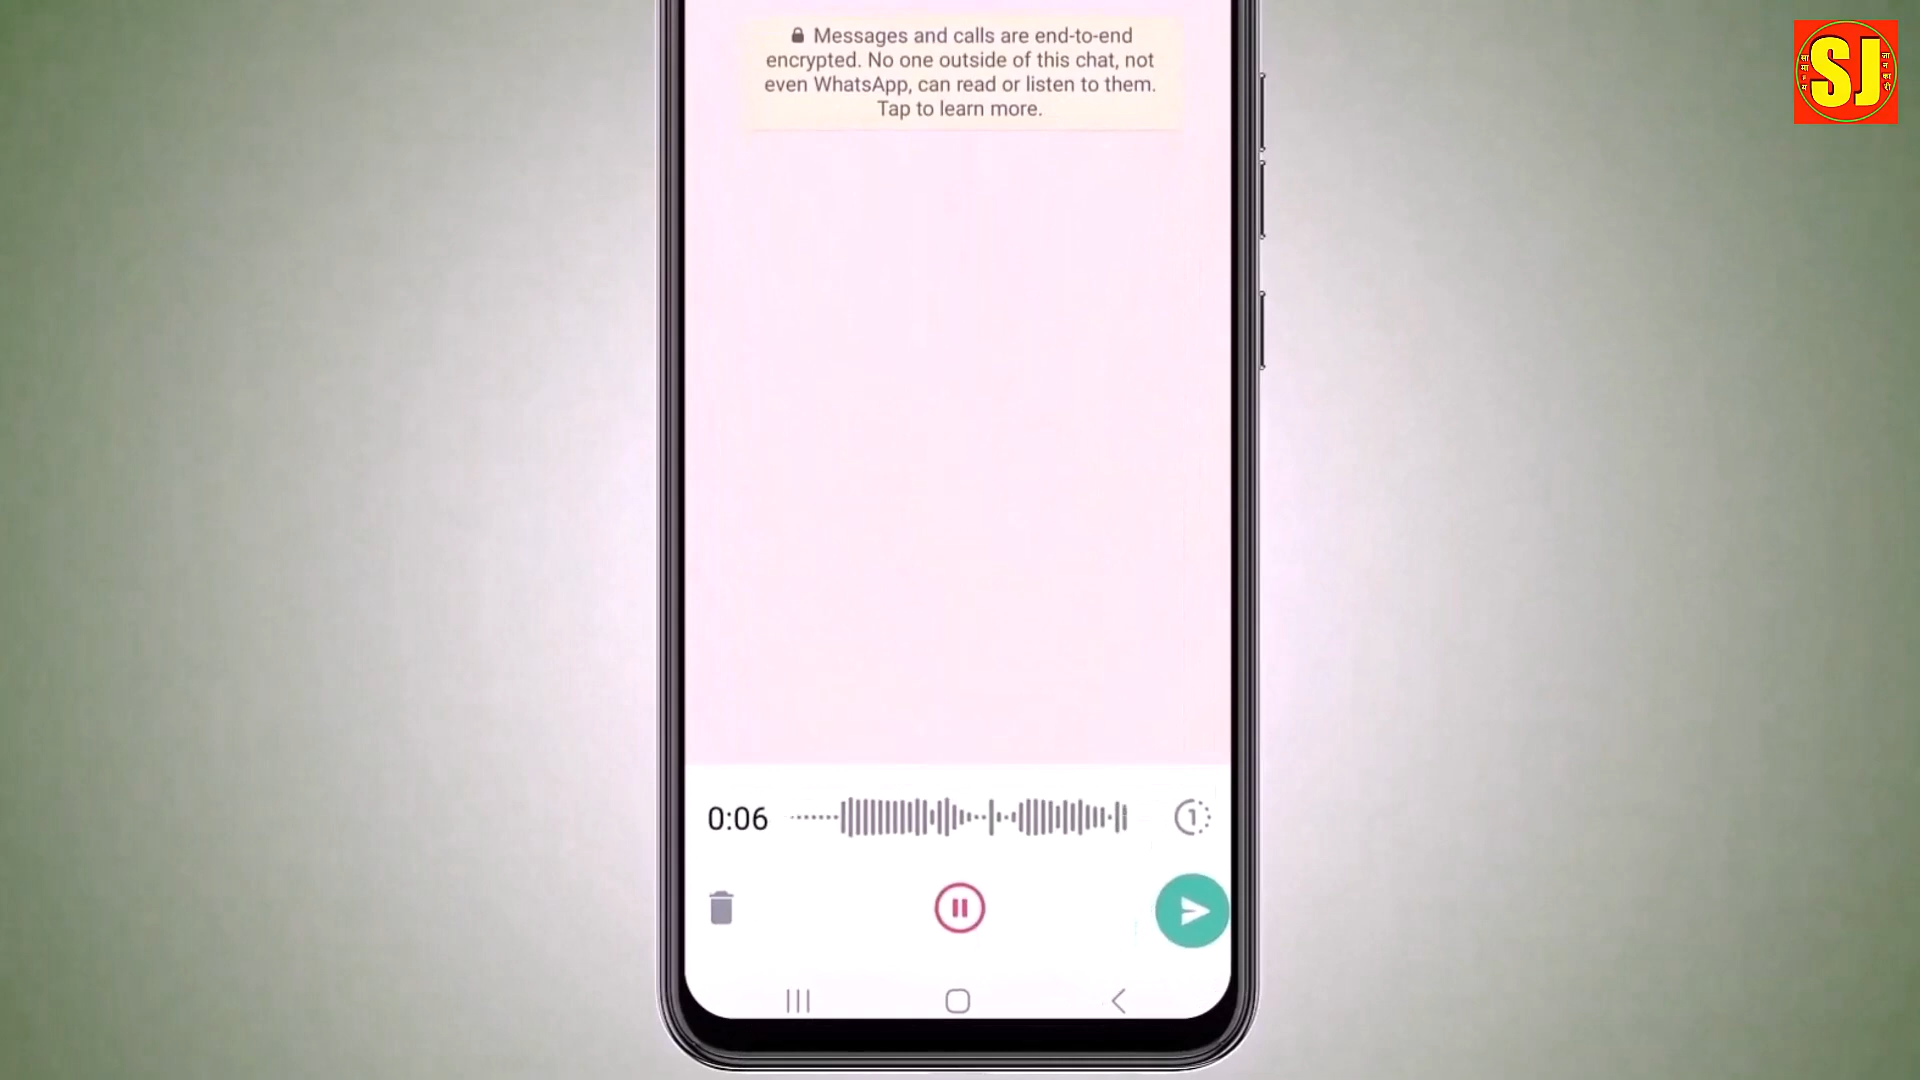 Messages and calls are end-to-end
encrypted. No one outside of this chat, not
even WhatsApp, can read or listen to them.
Tap to learn more.
SJ
सामान्य
जानकारी
0:06
1